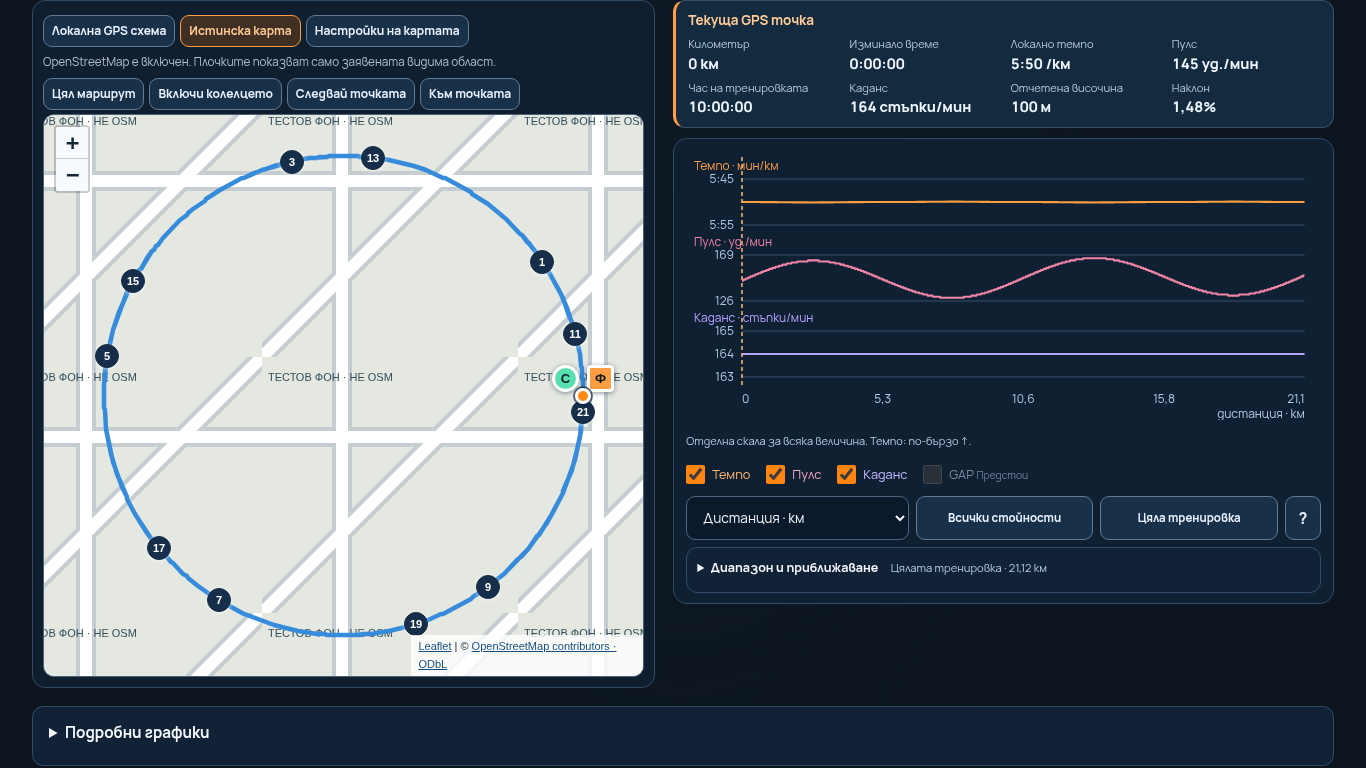 Локална GPS схема
Истинска карта
Настройки на картата
OpenStreetMap е включен. Плочките показват само заявената видима област.
Цял маршрут
Включи колелцето
Следвай точката
Към точката
ОВ ФОН · НЕ OSM
ТЕСТОВ ФОН · НЕ OSM
ТЕСТОВ ФОН · НЕ OSM
+
−
3
13
1
15
11
5
ОВ ФОН · НЕ OSM
ТЕСТОВ ФОН · НЕ OSM
С
Ф
21
17
7
9
19
ОВ ФОН · НЕ OSM
ТЕСТОВ ФОН · НЕ OSM
ТЕСТОВ ФОН · НЕ OSM
Leaflet | © OpenStreetMap contributors ·
ODbL
Текуща GPS точка
Километър
0 км
Изминало време
0:00:00
Локално темпо
5:50 /км
Пулс
145 уд./мин
Час на тренировката
10:00:00
Каданс
164 стъпки/мин
Отчетена височина
100 м
Наклон
1,48%
Темпо · мин/км
5:45
5:55
Пулс · уд./мин
169
126
Каданс · стъпки/мин
165
164
163
0
5,3
10,6
15,8
21,1
дистанция · км
Отделна скала за всяка величина. Темпо: по-бързо ↑.
Темпо
Пулс
Каданс
GAP Предстои
Дистанция · км
Всички стойности
Цяла тренировка
?
Диапазон и приближаване
Цялата тренировка · 21,12 км
Подробни графики